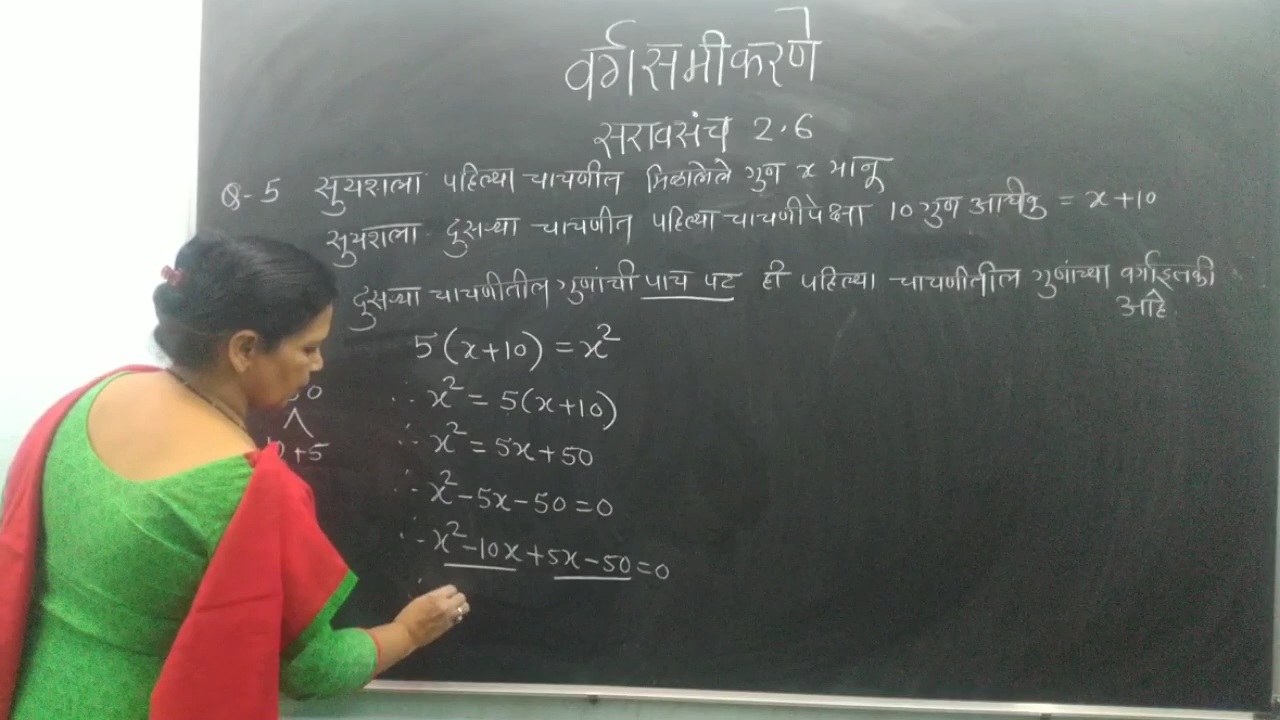 वर्गसमीकरणे
सरावसंच 2.6
Q-5 सुयशला पहिल्या चाचणीत मिळालेले गुण x मानू
सुयशला दुसऱ्या चाचणीत पहिल्या चाचणीपेक्षा 10 गुण अधिक = x+10
दुसऱ्या चाचणीतील गुणांची पाच पट ही पहिल्या चाचणीतील गुणांच्या वर्गाइतकी
आहे.
5(x+10) = x²
∴ x² = 5(x+10)
∴ x² = 5x+50
∴ x²-5x-50=0
∴ x²-10x+5x-50=0
∴
+5